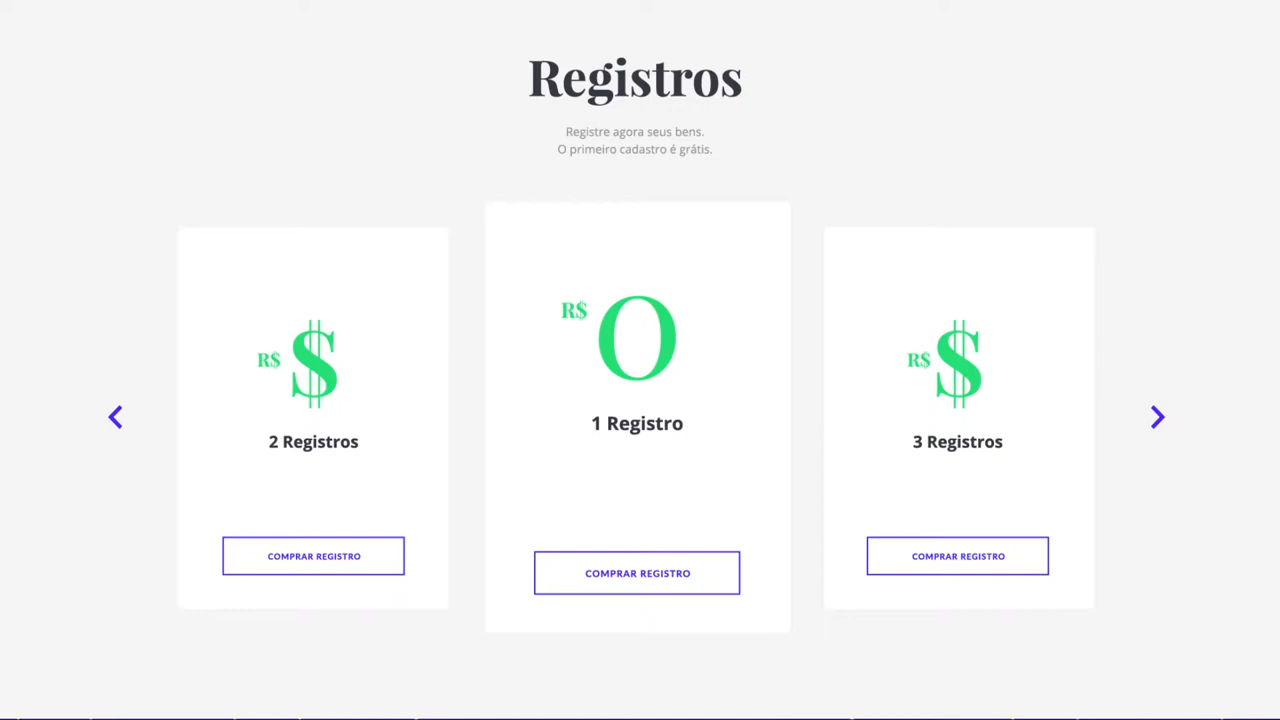 Registros
Registre agora seus bens.
O primeiro cadastro é grátis.
R$ $
2 Registros
COMPRAR REGISTRO
R$ 0
1 Registro
COMPRAR REGISTRO
R$ $
3 Registros
COMPRAR REGISTRO